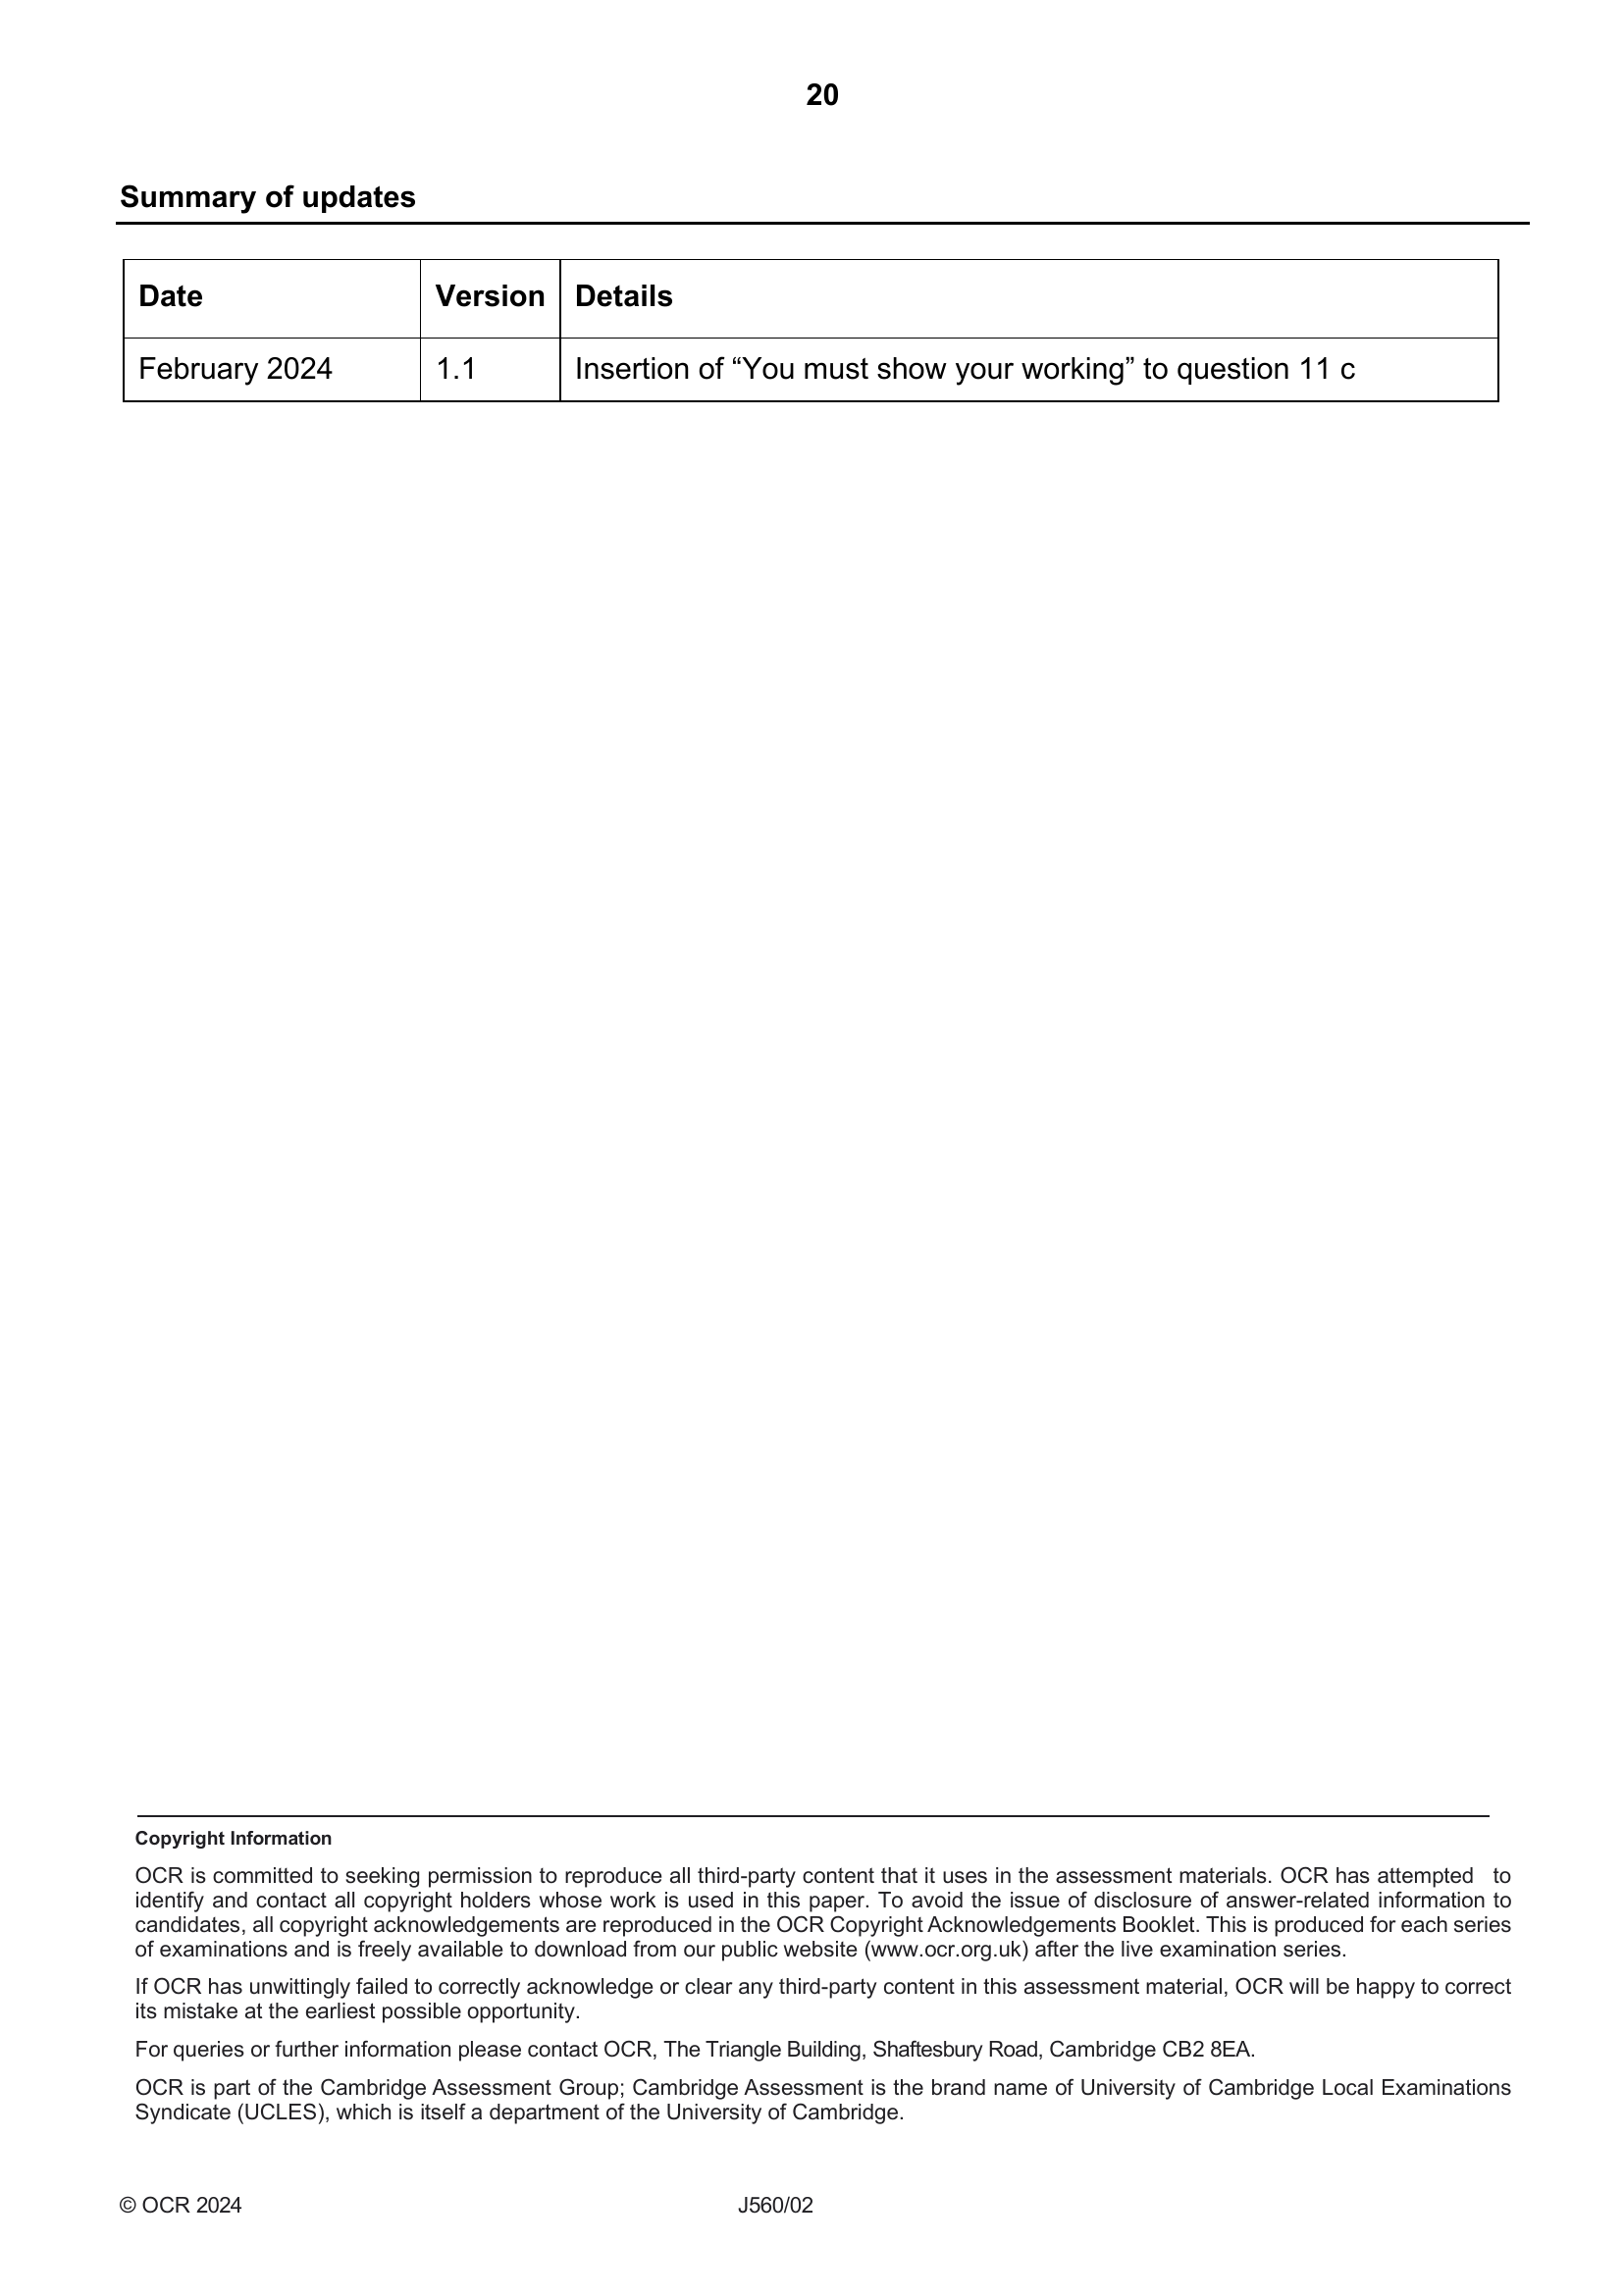 20
Summary of updates
Date Version Details
February 2024 1.1 Insertion of “You must show your working” to question 11 c
Copyright Information
OCR is committed to seeking permission to reproduce all third-party content that it uses in the assessment materials. OCR has attempted to
identify and contact all copyright holders whose work is used in this paper. To avoid the issue of disclosure of answer-related information to
candidates, all copyright acknowledgements are reproduced in the OCR Copyright Acknowledgements Booklet. This is produced for each series
of examinations and is freely available to download from our public website (www.ocr.org.uk) after the live examination series.
If OCR has unwittingly failed to correctly acknowledge or clear any third-party content in this assessment material, OCR will be happy to correct
its mistake at the earliest possible opportunity.
For queries or further information please contact OCR, The Triangle Building, Shaftesbury Road, Cambridge CB2 8EA.
OCR is part of the Cambridge Assessment Group; Cambridge Assessment is the brand name of University of Cambridge Local Examinations
Syndicate (UCLES), which is itself a department of the University of Cambridge.
© OCR 2024 J560/02